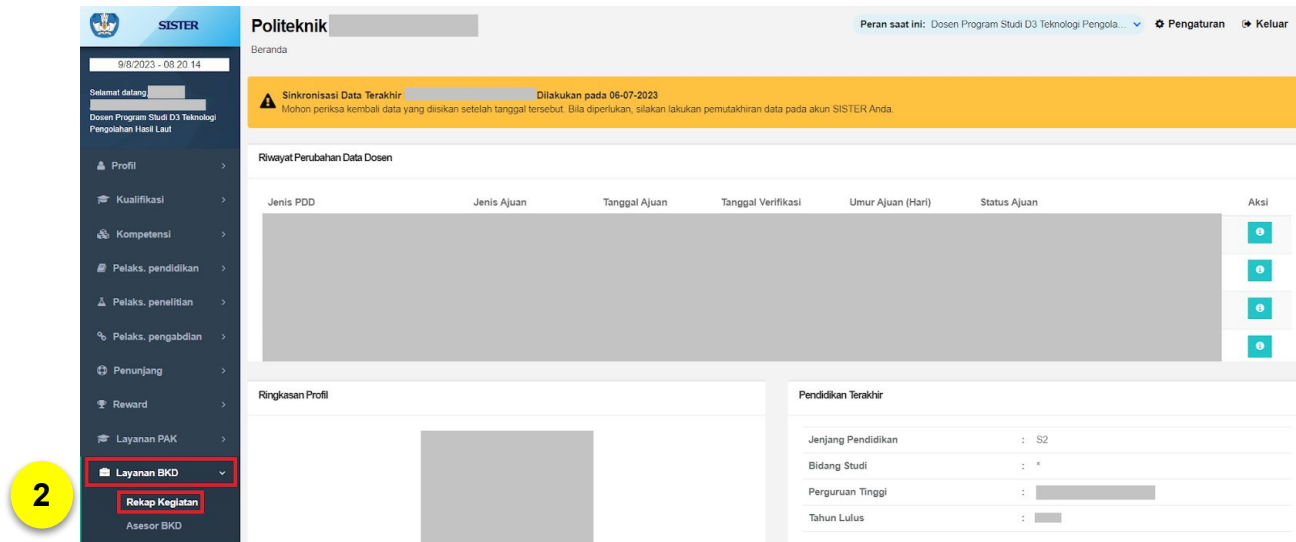 SISTER
9/8/2023 - 08.20.14
Selamat datang,
Dosen Program Studi D3 Teknologi
Pengolahan Hasil Laut
Profil
Kualifikasi
Kompetensi
Pelaks. pendidikan
Pelaks. penelitian
Pelaks. pengabdian
Penunjang
Reward
Layanan PAK
Layanan BKD
Rekap Kegiatan
Asesor BKD
2
Politeknik
Peran saat ini: Dosen Program Studi D3 Teknologi Pengola...
Pengaturan
Keluar
Beranda
Sinkronisasi Data Terakhir Dilakukan pada 06-07-2023
Mohon periksa kembali data yang diisikan setelah tanggal tersebut. Bila diperlukan, silakan lakukan pemutakhiran data pada akun SISTER Anda.
Riwayat Perubahan Data Dosen
Jenis PDD Jenis Ajuan Tanggal Ajuan Tanggal Verifikasi Umur Ajuan (Hari) Status Ajuan Aksi
Ringkasan Profil
Pendidikan Terakhir
Jenjang Pendidikan : S2
Bidang Studi : *
Perguruan Tinggi :
Tahun Lulus :